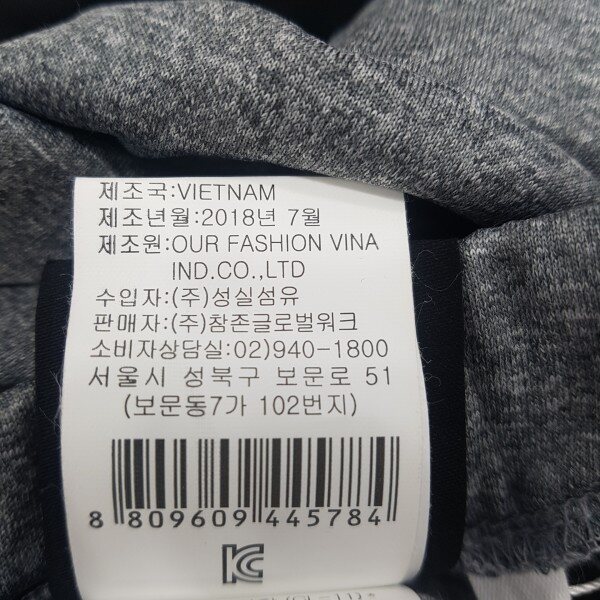 제조국:VIETNAM
제조년월:2018년 7월
제조원:OUR FASHION VINA
IND.CO.,LTD
수입자:(주)성실섬유
판매자:(주)참존글로벌워크
소비자상담실:02)940-1800
서울시 성북구 보문로 51
(보문동7가 102번지)
8 809609 445784
KC